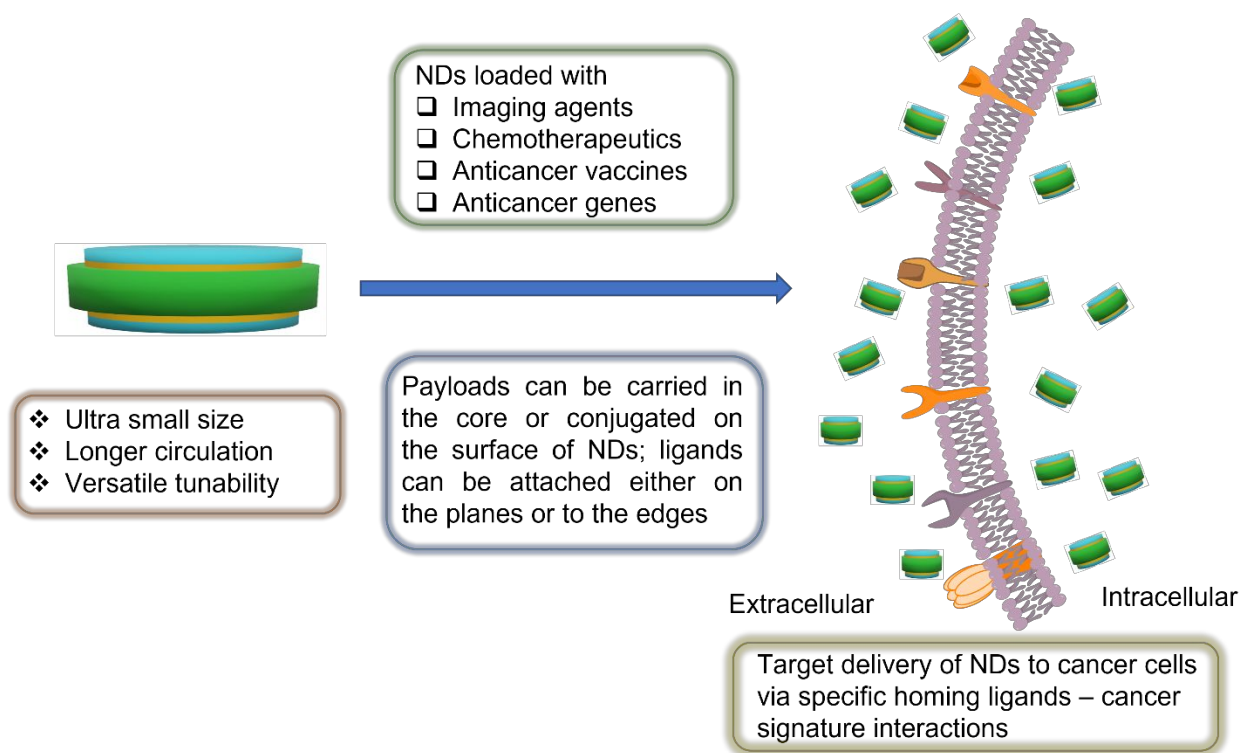 NDs loaded with
❑ Imaging agents
❑ Chemotherapeutics
❑ Anticancer vaccines
❑ Anticancer genes
❖ Ultra small size
❖ Longer circulation
❖ Versatile tunability
Payloads can be carried in
the core or conjugated on
the surface of NDs; ligands
can be attached either on
the planes or to the edges
Extracellular
Intracellular
Target delivery of NDs to cancer cells
via specific homing ligands – cancer
signature interactions